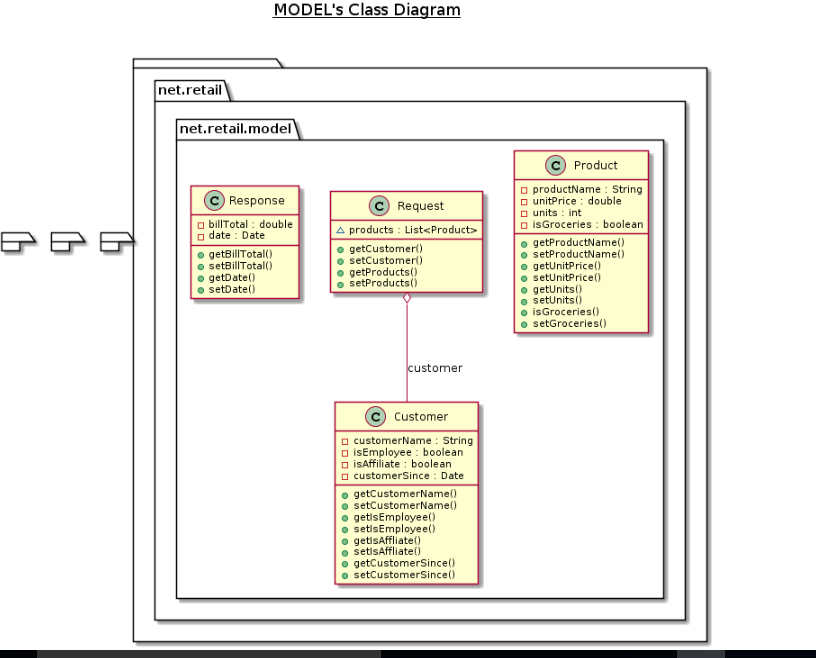 MODEL's Class Diagram
net.retail
net.retail.model
C Response
billTotal : double
date : Date
getBillTotal()
setBillTotal()
getDate()
setDate()
C Request
products : List<Product>
getCustomer()
setCustomer()
getProducts()
setProducts()
C Product
productName : String
unitPrice : double
units : int
isGroceries : boolean
getProductName()
setProductName()
getUnitPrice()
setUnitPrice()
getUnits()
setUnits()
isGroceries()
setGroceries()
customer
C Customer
customerName : String
isEmployee : boolean
isAffiliate : boolean
customerSince : Date
getCustomerName()
setCustomerName()
getIsEmployee()
setIsEmployee()
getIsAffliate()
setIsAffliate()
getCustomerSince()
setCustomerSince()